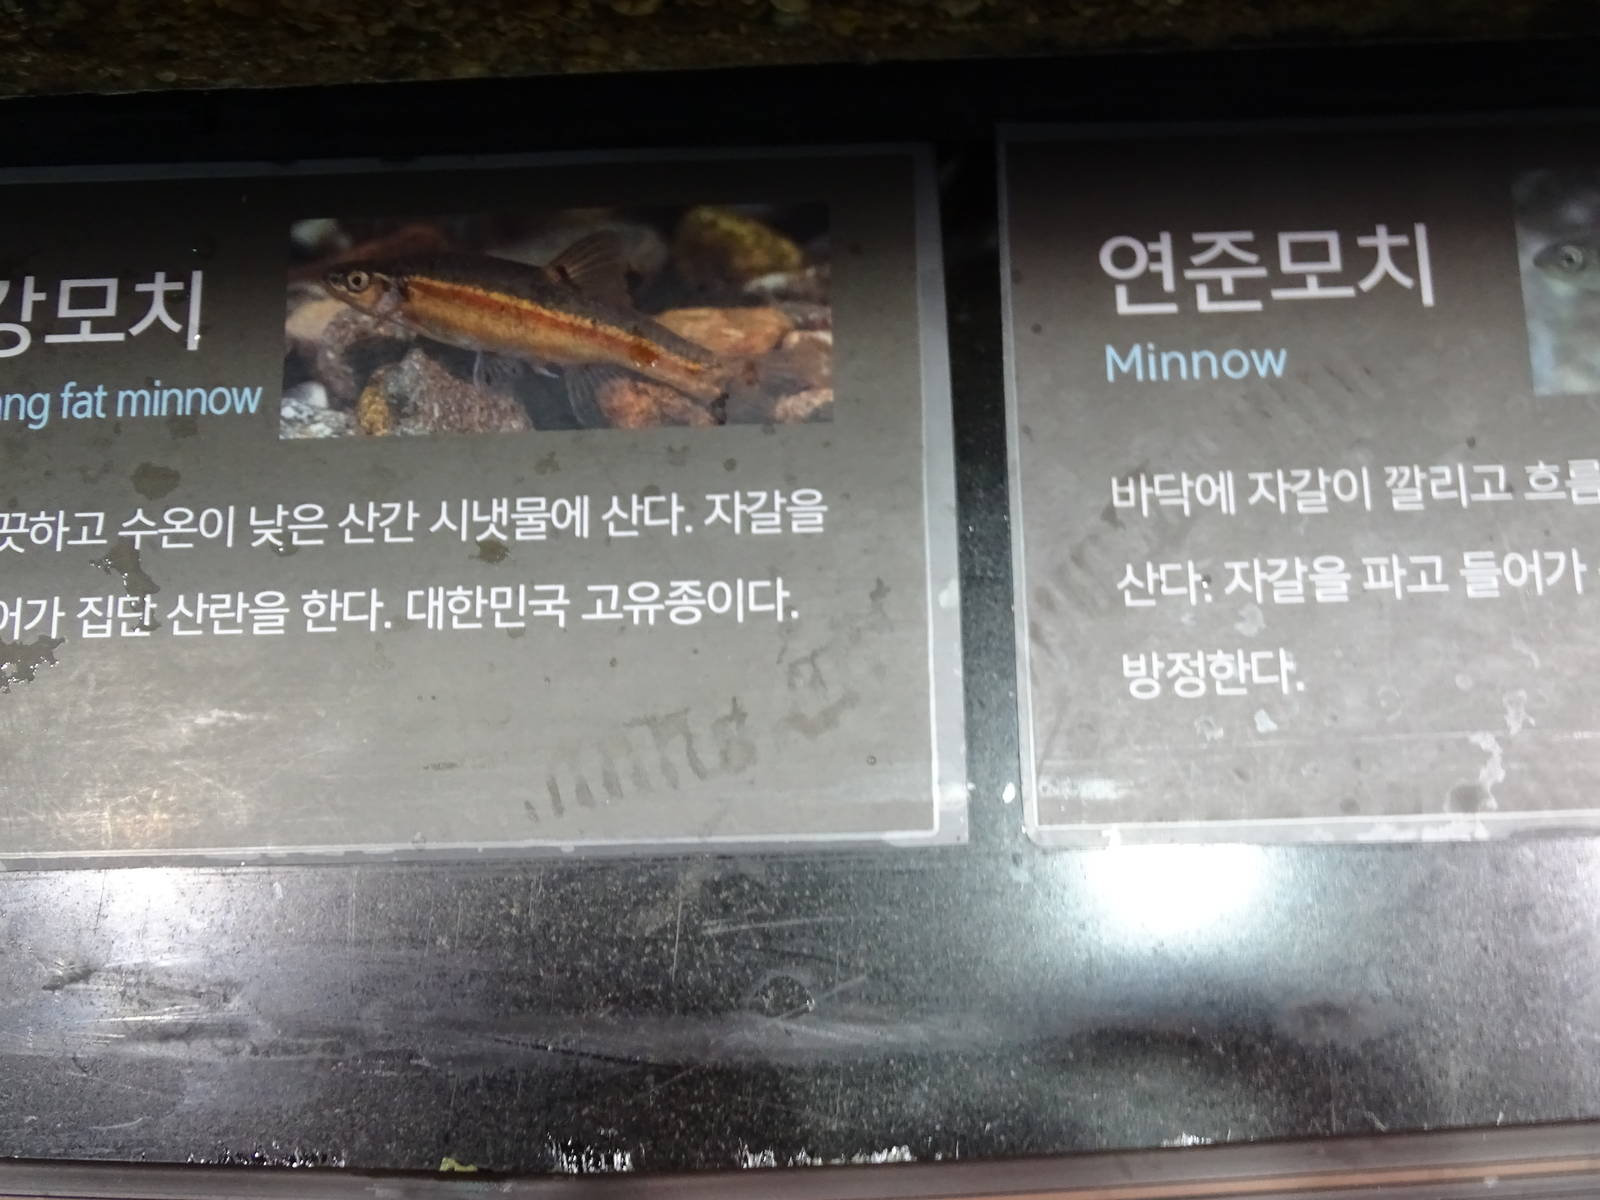 강모치
ang fat minnow
끗하고 수온이 낮은 산간 시냇물에 산다. 자갈을
어가 집단 산란을 한다. 대한민국 고유종이다.
연준모치
Minnow
바닥에 자갈이 깔리고 흐름
산다. 자갈을 파고 들어가
방정한다.